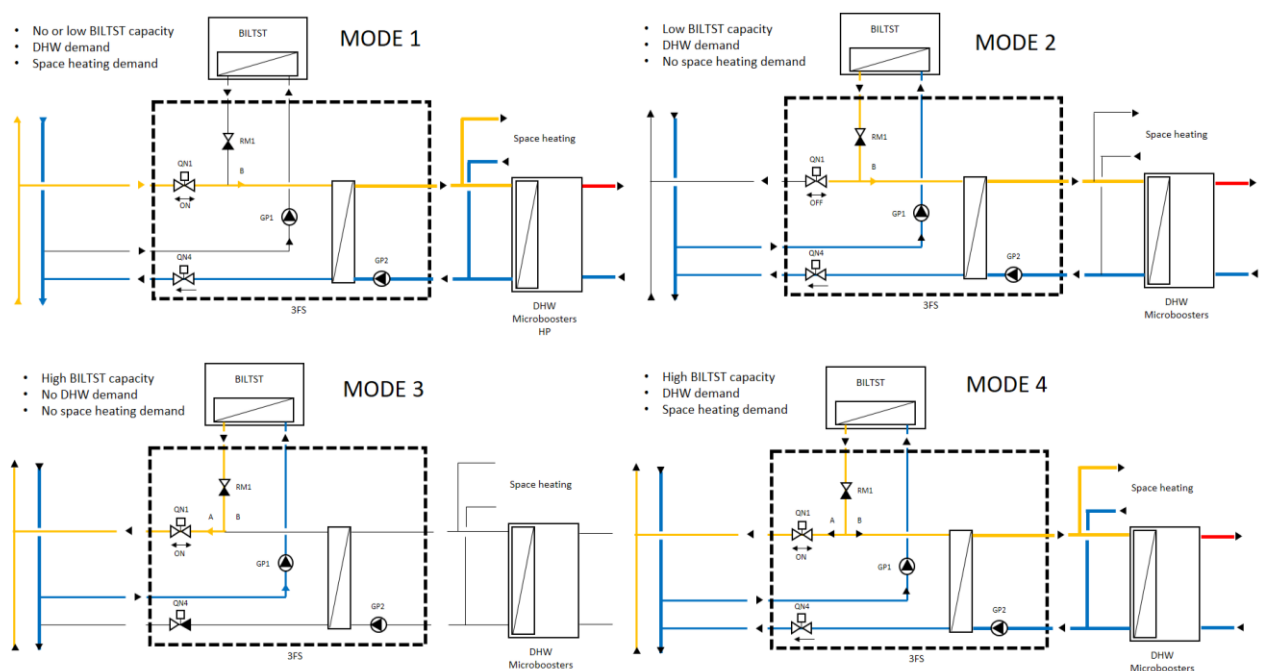 • No or low BILTST capacity
• DHW demand
• Space heating demand
BILTST
MODE 1
RM1
QN1
B
ON
GP1
QN4
GP2
3FS
Space heating
DHW
Microboosters
HP
• Low BILTST capacity
• DHW demand
• No space heating demand
BILTST
MODE 2
RM1
QN1
B
OFF
GP1
QN4
GP2
3FS
Space heating
DHW
Microboosters
• High BILTST capacity
• No DHW demand
• No space heating demand
BILTST
MODE 3
RM1
QN1
A
B
ON
GP1
QN4
GP2
3FS
Space heating
DHW
Microboosters
• High BILTST capacity
• DHW demand
• Space heating demand
BILTST
MODE 4
RM1
QN1
A
B
ON
GP1
QN4
GP2
3FS
Space heating
DHW
Microboosters